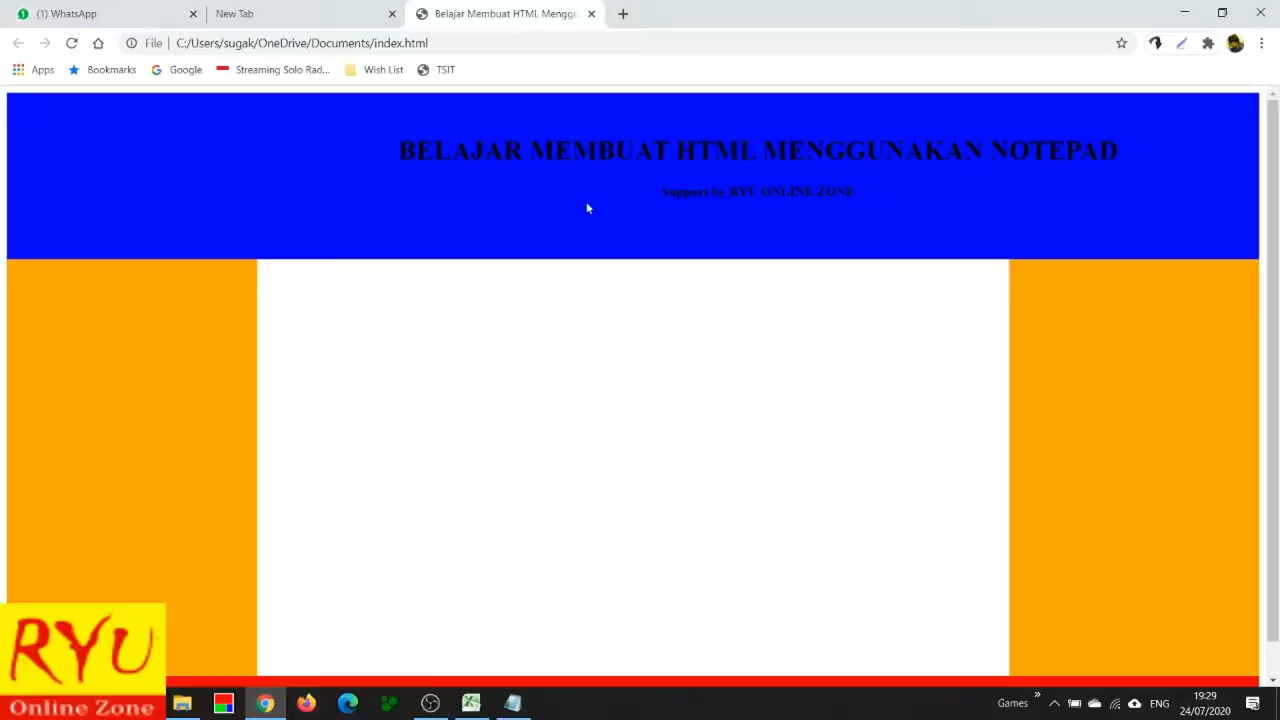 (1) WhatsApp
New Tab
Belajar Membuat HTML Menggu
File
C:/Users/sugak/OneDrive/Documents/index.html
Apps
Bookmarks
Google
Streaming Solo Rad...
Wish List
TSIT
BELAJAR MEMBUAT HTML MENGGUNAKAN NOTEPAD
Support by RYU ONLINE ZONE
RYU
Online Zone
Games
ENG
19:29
24/07/2020